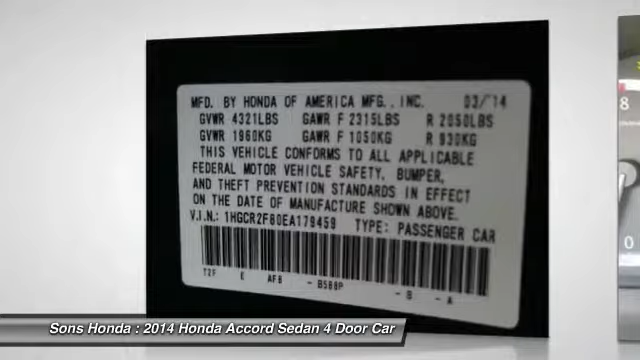 MFD. BY HONDA OF AMERICA MFG., INC. 03/14
GVWR 4321LBS GAWR F 2315LBS R 2050LBS
GVWR 1960KG GAWR F 1050KG R 930KG
THIS VEHICLE CONFORMS TO ALL APPLICABLE
FEDERAL MOTOR VEHICLE SAFETY, BUMPER,
AND THEFT PREVENTION STANDARDS IN EFFECT
ON THE DATE OF MANUFACTURE SHOWN ABOVE.
V.I.N.: 1HGCR2F80EA179459 TYPE: PASSENGER CAR
T2F E AFB - B588P - B - A
8
0
Sons Honda : 2014 Honda Accord Sedan 4 Door Car